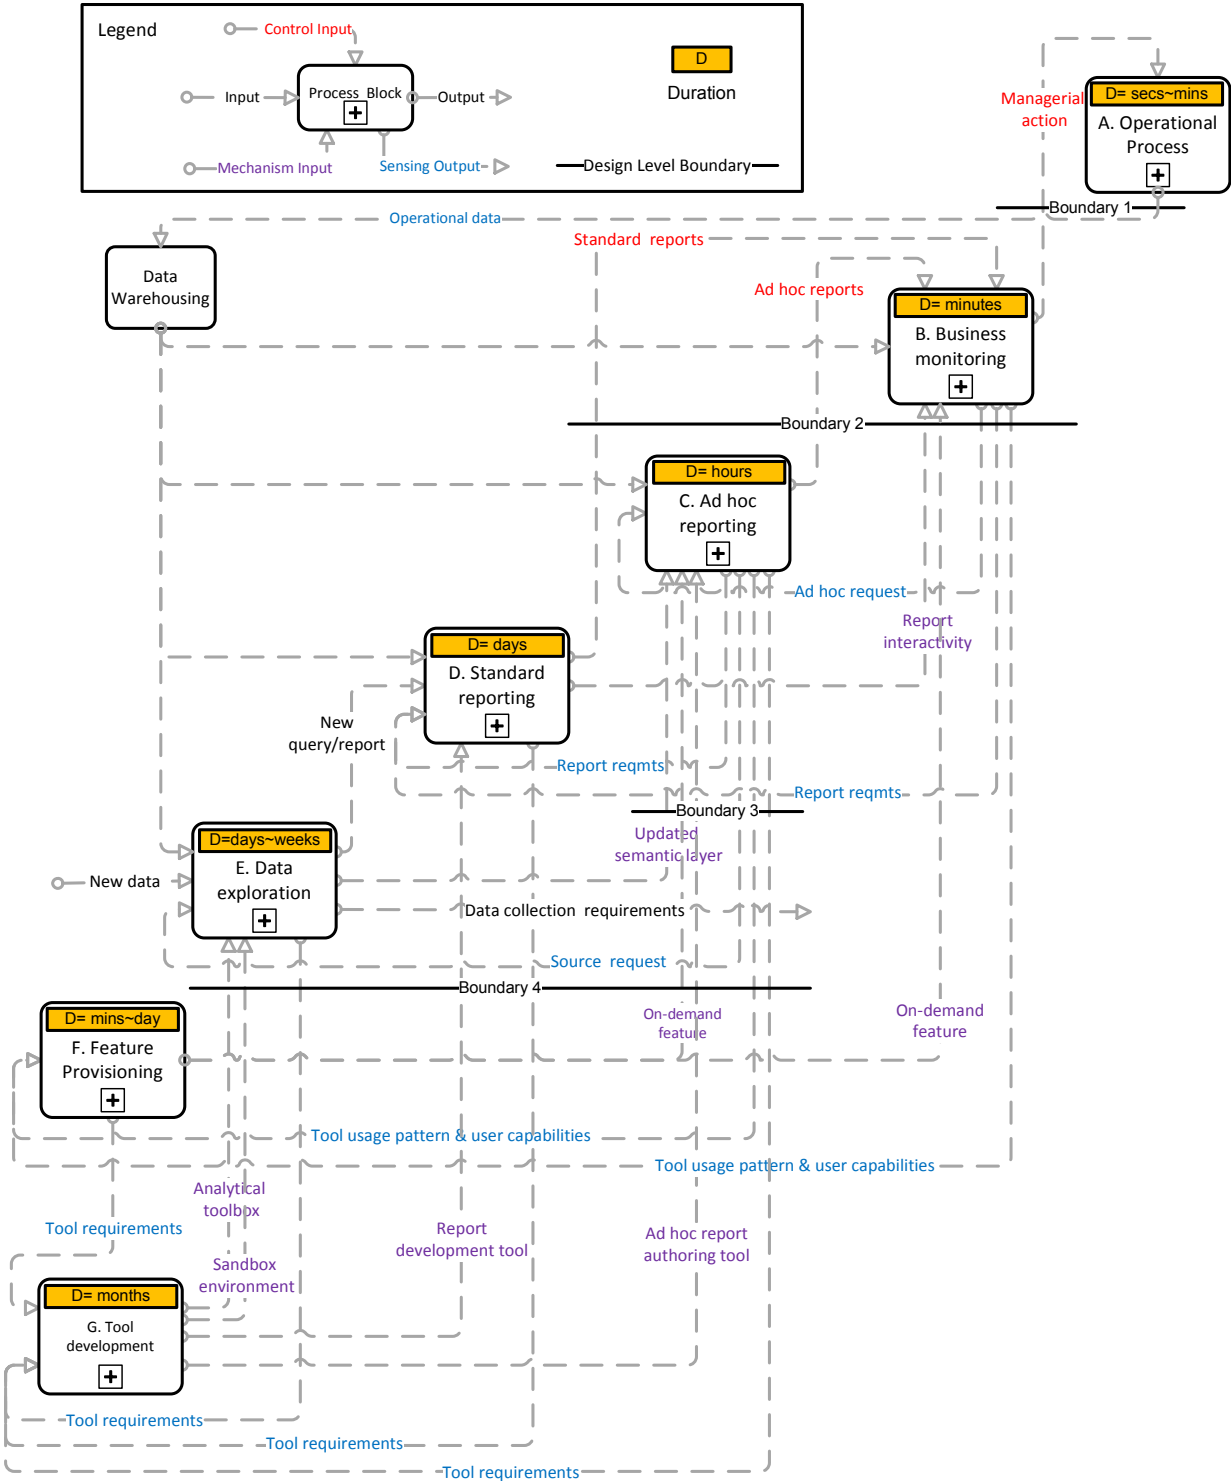 Legend
Control Input
Input
Process Block
Output
Mechanism Input
Sensing Output
D
Duration
Design Level Boundary
Managerial
action
D= secs~mins
A. Operational
Process
Boundary 1
Operational data
Standard reports
Data
Warehousing
Ad hoc reports
D= minutes
B. Business
monitoring
Boundary 2
D= hours
C. Ad hoc
reporting
Ad hoc request
Report
interactivity
D= days
D. Standard
reporting
New
query/report
Report reqmts
Report reqmts
Boundary 3
Updated
semantic layer
D=days~weeks
E. Data
exploration
New data
Data collection requirements
Source request
Boundary 4
On-demand
feature
On-demand
feature
D= mins~day
F. Feature
Provisioning
Tool usage pattern & user capabilities
Tool usage pattern & user capabilities
Analytical
toolbox
Tool requirements
Report
development tool
Ad hoc report
authoring tool
Sandbox
environment
D= months
G. Tool
development
Tool requirements
Tool requirements
Tool requirements